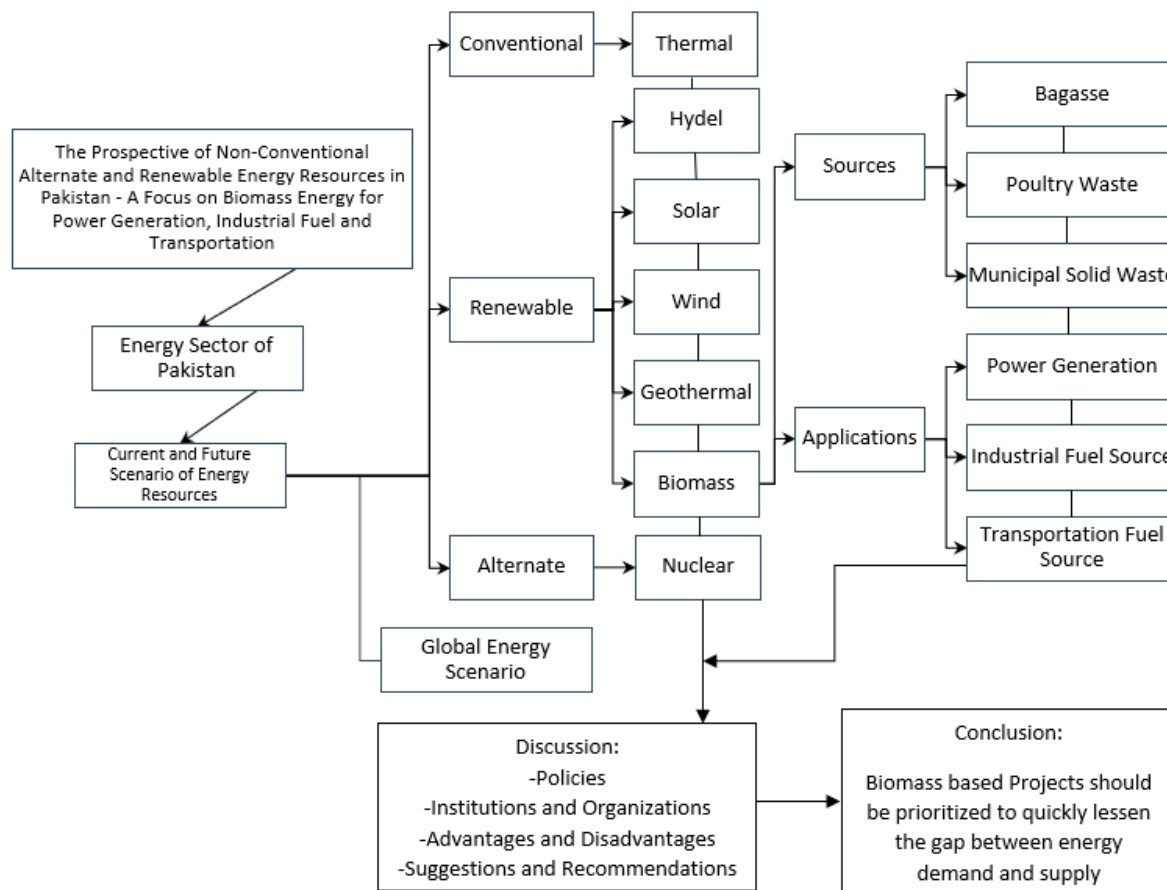 The Prospective of Non-Conventional
Alternate and Renewable Energy Resources in
Pakistan - A Focus on Biomass Energy for
Power Generation, Industrial Fuel and
Transportation
Energy Sector of
Pakistan
Current and Future
Scenario of Energy
Resources
Conventional
Renewable
Alternate
Global Energy
Scenario
Thermal
Hydel
Solar
Wind
Geothermal
Biomass
Nuclear
Sources
Applications
Bagasse
Poultry Waste
Municipal Solid Waste
Power Generation
Industrial Fuel Source
Transportation Fuel
Source
Discussion:
-Policies
-Institutions and Organizations
-Advantages and Disadvantages
-Suggestions and Recommendations
Conclusion:
Biomass based Projects should
be prioritized to quickly lessen
the gap between energy
demand and supply